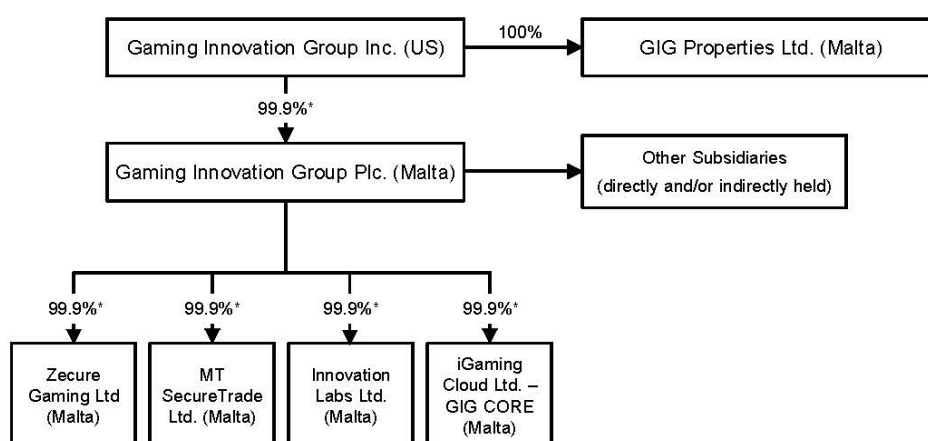 Gaming Innovation Group Inc. (US)
100%
GIG Properties Ltd. (Malta)
99.9%*
Gaming Innovation Group Plc. (Malta)
Other Subsidiaries
(directly and/or indirectly held)
99.9%*
99.9%*
99.9%*
99.9%*
Zecure
Gaming Ltd
(Malta)
MT
SecureTrade
Ltd. (Malta)
Innovation
Labs Ltd.
(Malta)
iGaming
Cloud Ltd. –
GIG CORE
(Malta)